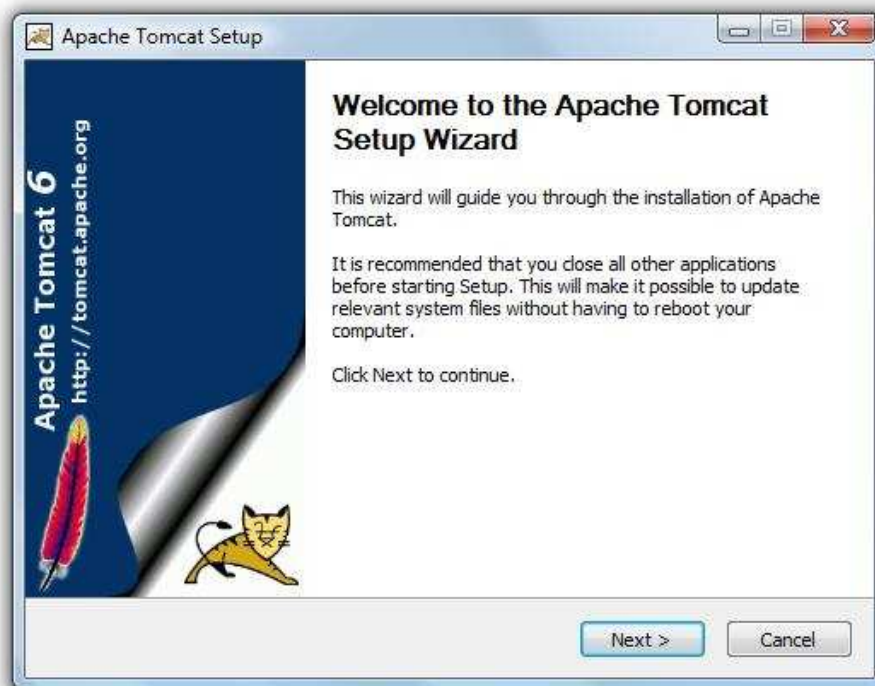 Apache Tomcat Setup
Apache Tomcat 6
http://tomcat.apache.org
Welcome to the Apache Tomcat
Setup Wizard
This wizard will guide you through the installation of Apache
Tomcat.
It is recommended that you close all other applications
before starting Setup. This will make it possible to update
relevant system files without having to reboot your
computer.
Click Next to continue.
Next >
Cancel